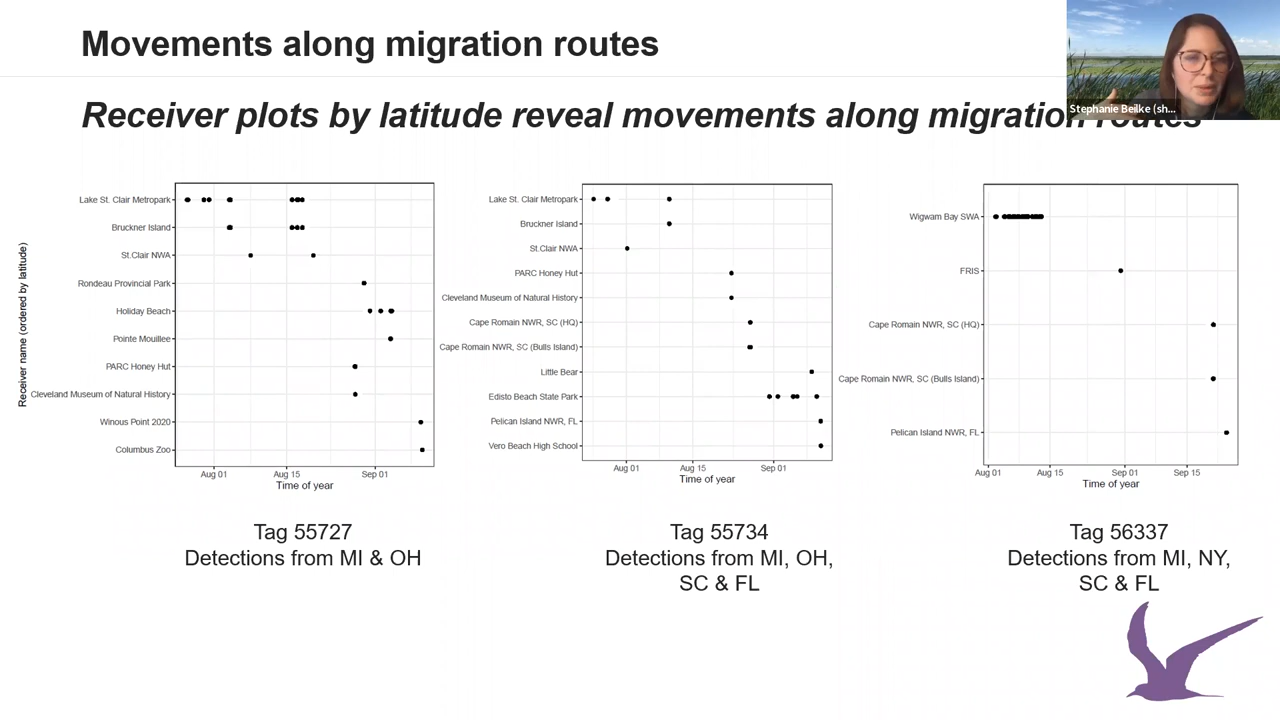 Movements along migration routes
Stephanie Beilke (sh...
Receiver plots by latitude reveal movements along migration routes
Receiver name (ordered by latitude)
Lake St. Clair Metropark
Bruckner Island
St.Clair NWA
Rondeau Provincial Park
Holiday Beach
Pointe Mouillee
PARC Honey Hut
Cleveland Museum of Natural History
Winous Point 2020
Columbus Zoo
Aug 01 Aug 15 Sep 01
Time of year
Tag 55727
Detections from MI & OH
Lake St. Clair Metropark
Bruckner Island
St.Clair NWA
PARC Honey Hut
Cleveland Museum of Natural History
Cape Romain NWR, SC (HQ)
Cape Romain NWR, SC (Bulls Island)
Little Bear
Edisto Beach State Park
Pelican Island NWR, FL
Vero Beach High School
Aug 01 Aug 15 Sep 01
Time of year
Tag 55734
Detections from MI, OH,
SC & FL
Wigwam Bay SWA
FRIS
Cape Romain NWR, SC (HQ)
Cape Romain NWR, SC (Bulls Island)
Pelican Island NWR, FL
Aug 01 Aug 15 Sep 01 Sep 15
Time of year
Tag 56337
Detections from MI, NY,
SC & FL